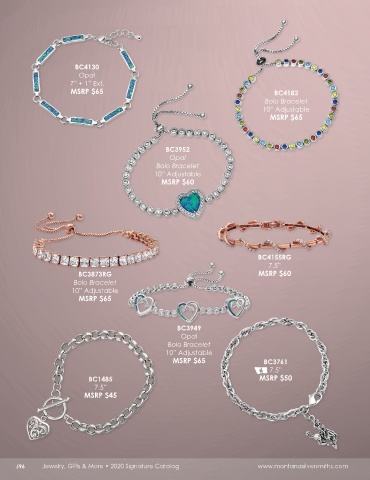 BC4130
Opal
7" + 1" Ext.
MSRP $65
BC4183
Bolo Bracelet
10" Adjustable
MSRP $65
BC3952
Opal
Bolo Bracelet
10" Adjustable
MSRP $60
BC3873RG
Bolo Bracelet
10" Adjustable
MSRP $65
BC4155RG
7.5"
MSRP $60
BC3949
Opal
Bolo Bracelet
10" Adjustable
MSRP $65
BC1485
7.5"
MSRP $45
BC3761
7.5"
MSRP $50
/96 Jewelry, Gifts & More • 2020 Signature Catalog www.montanasilversmiths.com